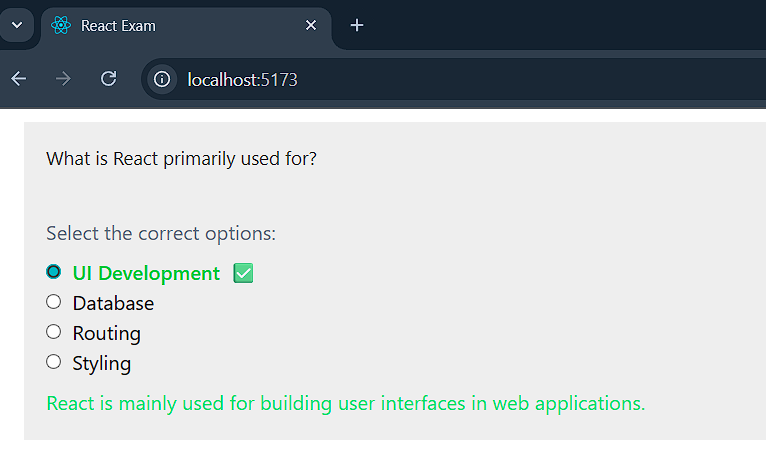 React Exam
localhost:5173
What is React primarily used for?
Select the correct options:
UI Development ✅
Database
Routing
Styling
React is mainly used for building user interfaces in web applications.